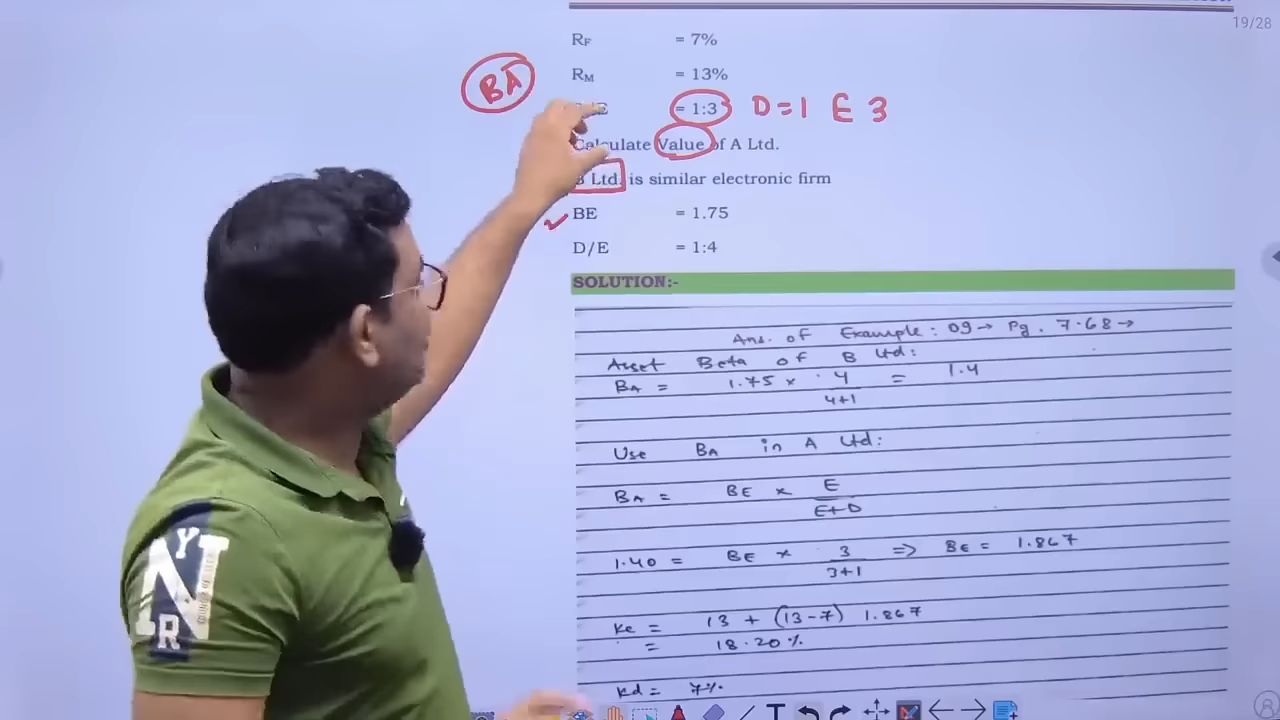 19/28
RF = 7%
RM = 13%
BA
= 1:3 D=1 E 3
Calculate Value of A Ltd.
B Ltd. is similar electronic firm
BE = 1.75
D/E = 1:4
SOLUTION:-
Ans. of Example: 09→ Pg. 7.68→
Asset Beta of B Ltd:
BA = 1.75 x 4 = 1.4
4+1
Use BA in A Ltd:
BA = BE x E
E+D
1.40 = BE x 3 => BE = 1.867
3+1
Ke = 13 + (13-7) 1.867
= 18.20%
Kd = 7%
NY
R